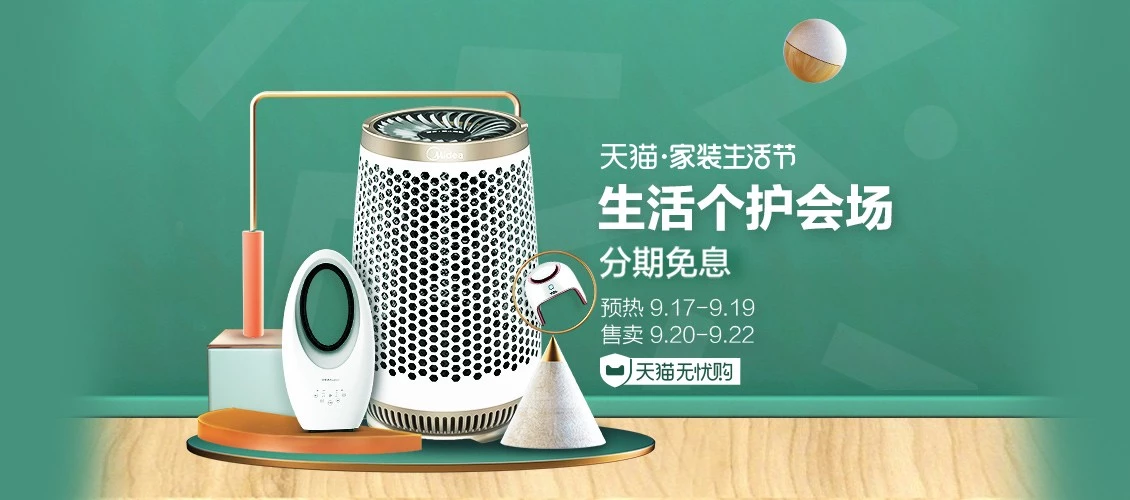 Midea
天猫·家装生活节
生活个护会场
分期免息
预热 9.17-9.19
售卖 9.20-9.22
天猫无忧购